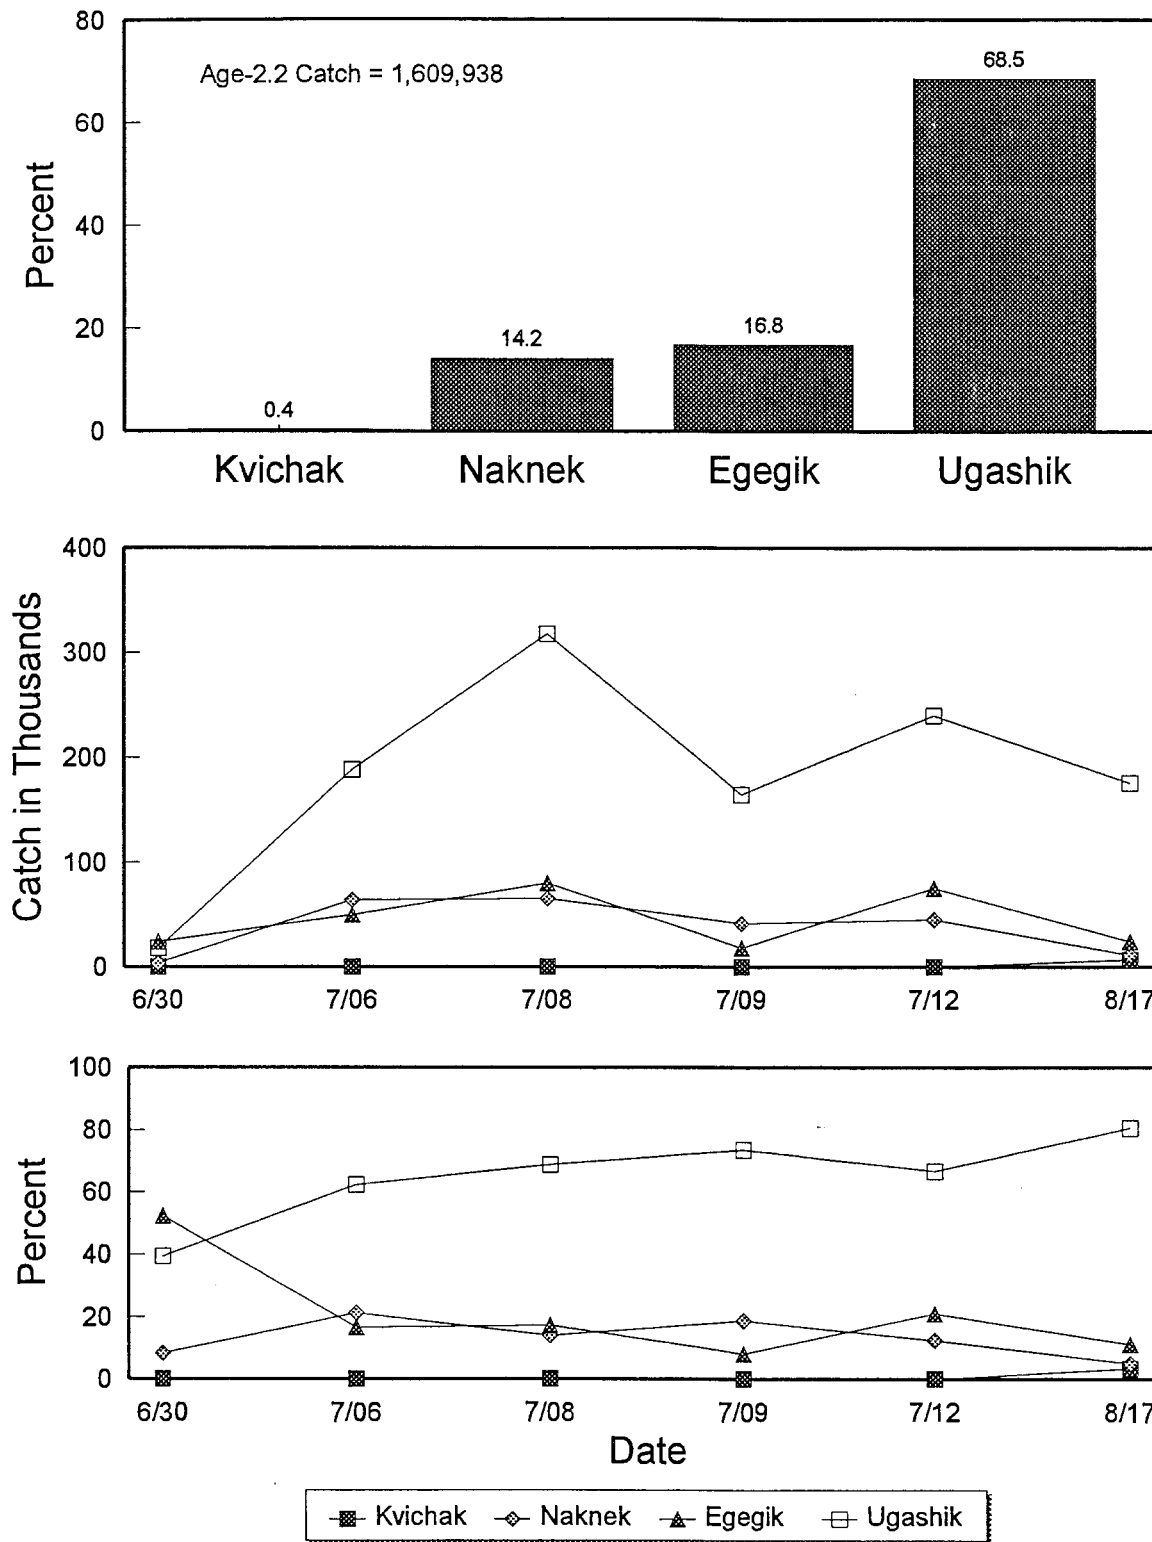 80
Age-2.2 Catch = 1,609,938
68.5
60
Percent
40
20
14.2
16.8
0.4
0
Kvichak Naknek Egegik Ugashik
400
300
Catch in Thousands
200
100
0
6/30 7/06 7/08 7/09 7/12 8/17
100
80
60
Percent
40
20
0
6/30 7/06 7/08 7/09 7/12 8/17
Date
Kvichak Naknek Egegik Ugashik